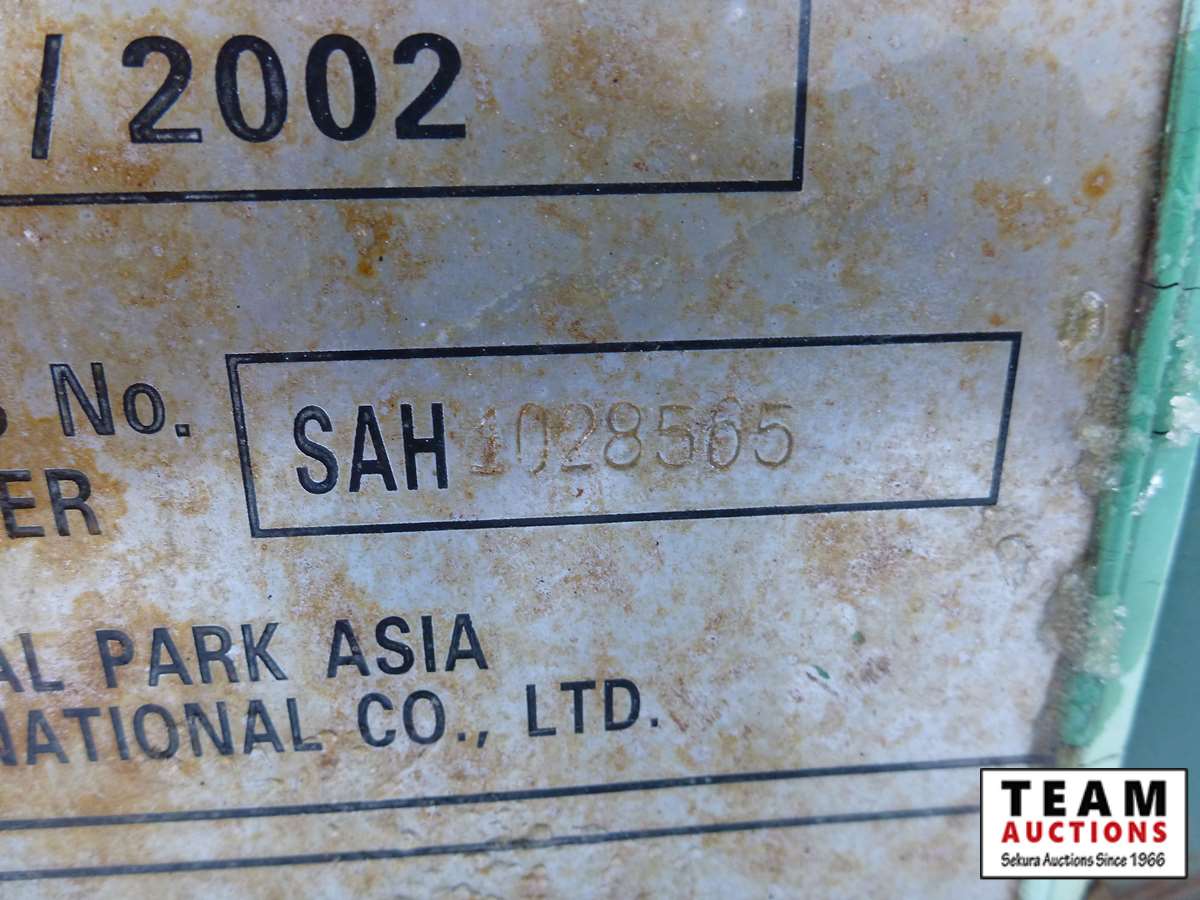 / 2002
No.
SAH 1028565
ER
AL PARK ASIA
NATIONAL CO., LTD.
TEAM
AUCTIONS
Sekura Auctions Since 1966